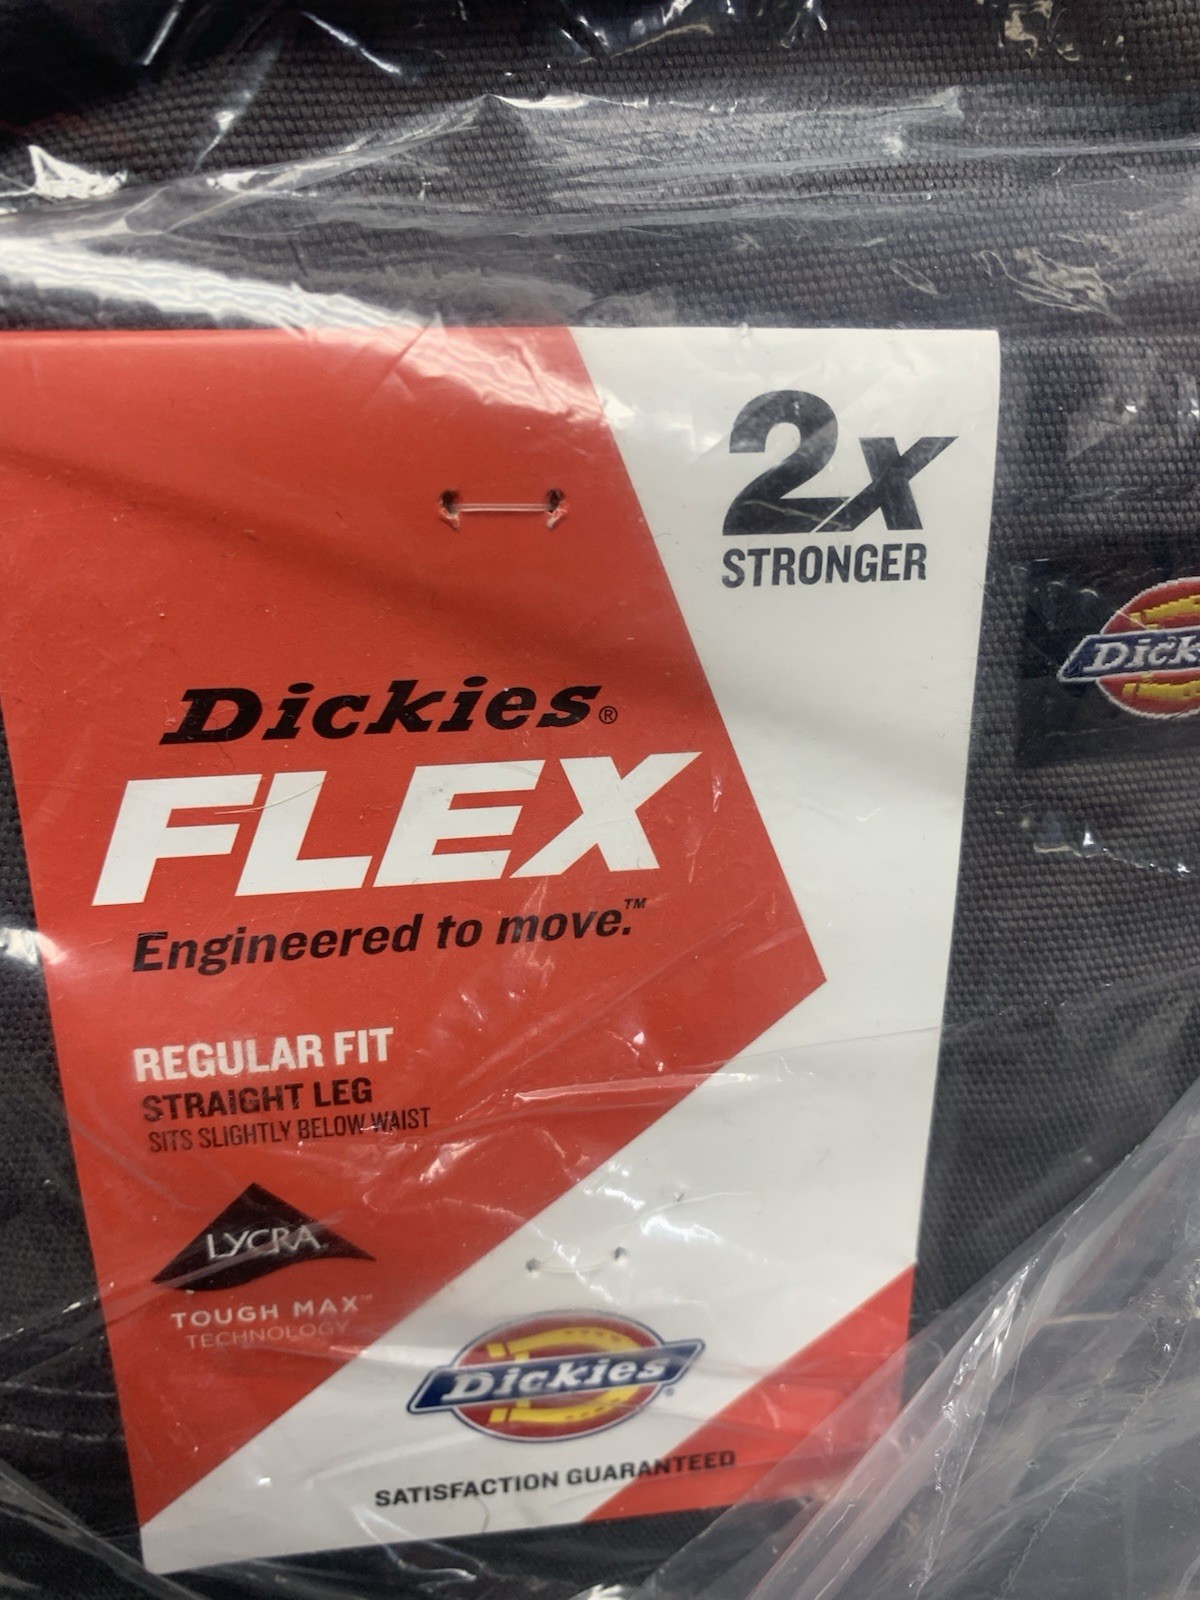 2x
STRONGER
Dickies®
FLEX
Engineered to move.™
REGULAR FIT
STRAIGHT LEG
SITS SLIGHTLY BELOW WAIST
LYCRA®
TOUGH MAX™
TECHNOLOGY
Dickies®
SATISFACTION GUARANTEED
Dick